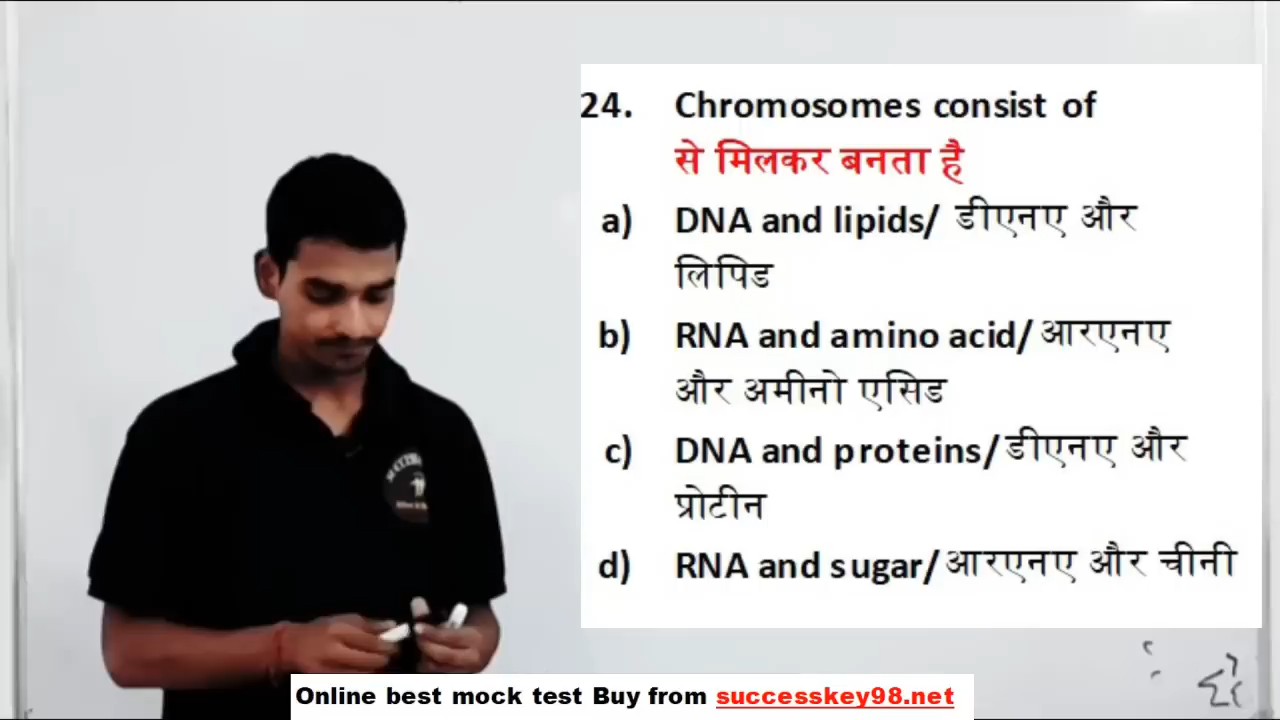 24. Chromosomes consist of
से मिलकर बनता है
a) DNA and lipids/ डीएनए और
लिपिड
b) RNA and amino acid/आरएनए
और अमीनो एसिड
c) DNA and proteins/डीएनए और
प्रोटीन
d) RNA and sugar/आरएनए और चीनी
Online best mock test Buy from successkey98.net